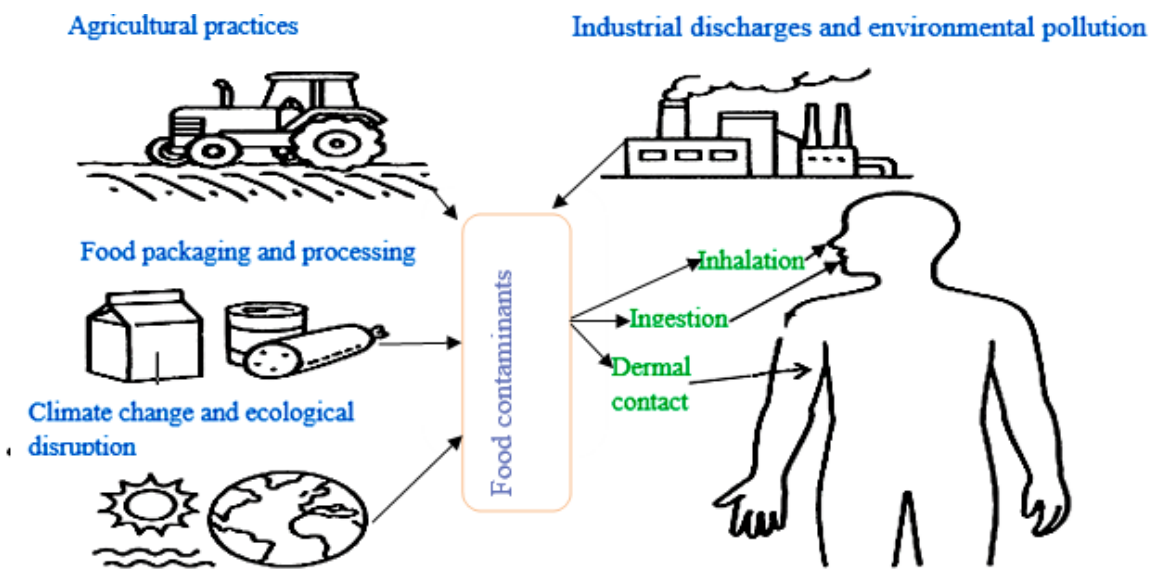 Agricultural practices
Industrial discharges and environmental pollution
Food packaging and processing
Climate change and ecological
disruption
Food contaminants
Inhalation
Ingestion
Dermal
contact